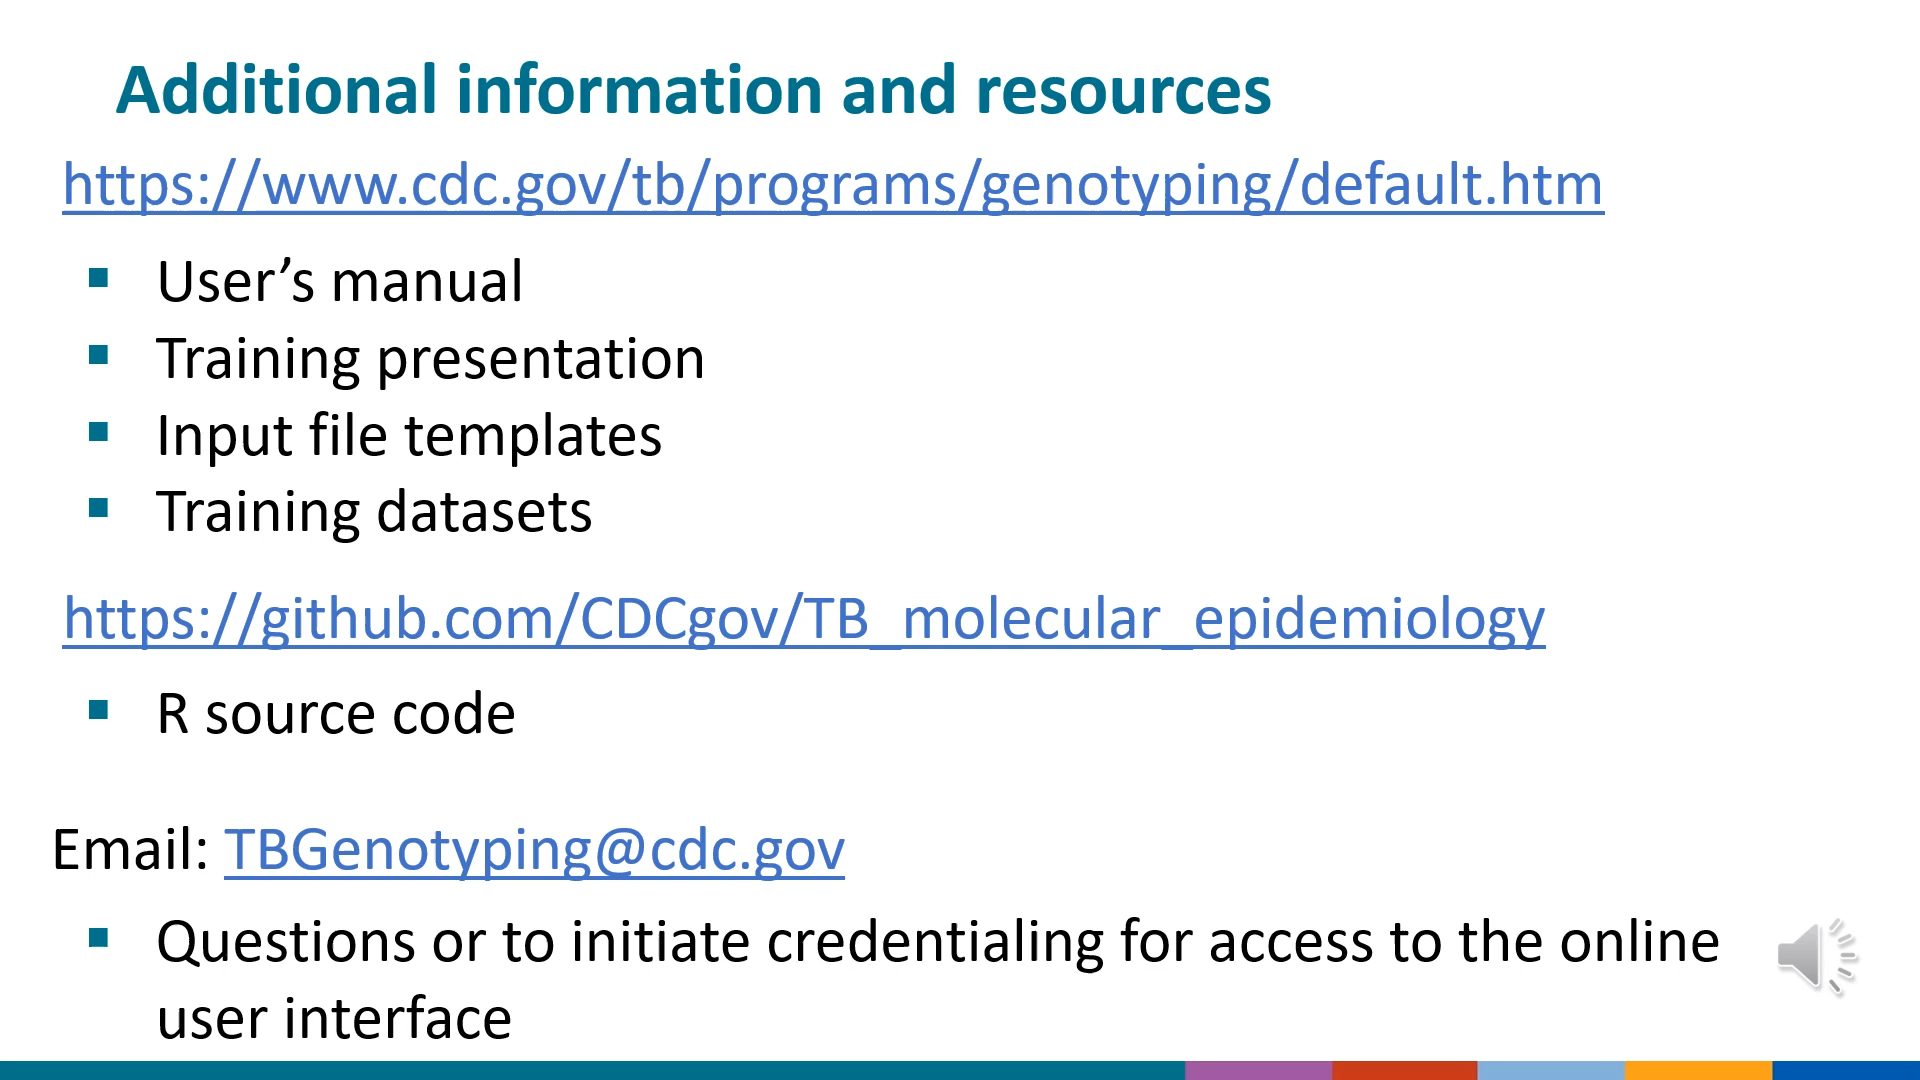 Additional information and resources
https://www.cdc.gov/tb/programs/genotyping/default.htm
▪ User’s manual
▪ Training presentation
▪ Input file templates
▪ Training datasets
https://github.com/CDCgov/TB_molecular_epidemiology
▪ R source code
Email: TBGenotyping@cdc.gov
▪ Questions or to initiate credentialing for access to the online
user interface